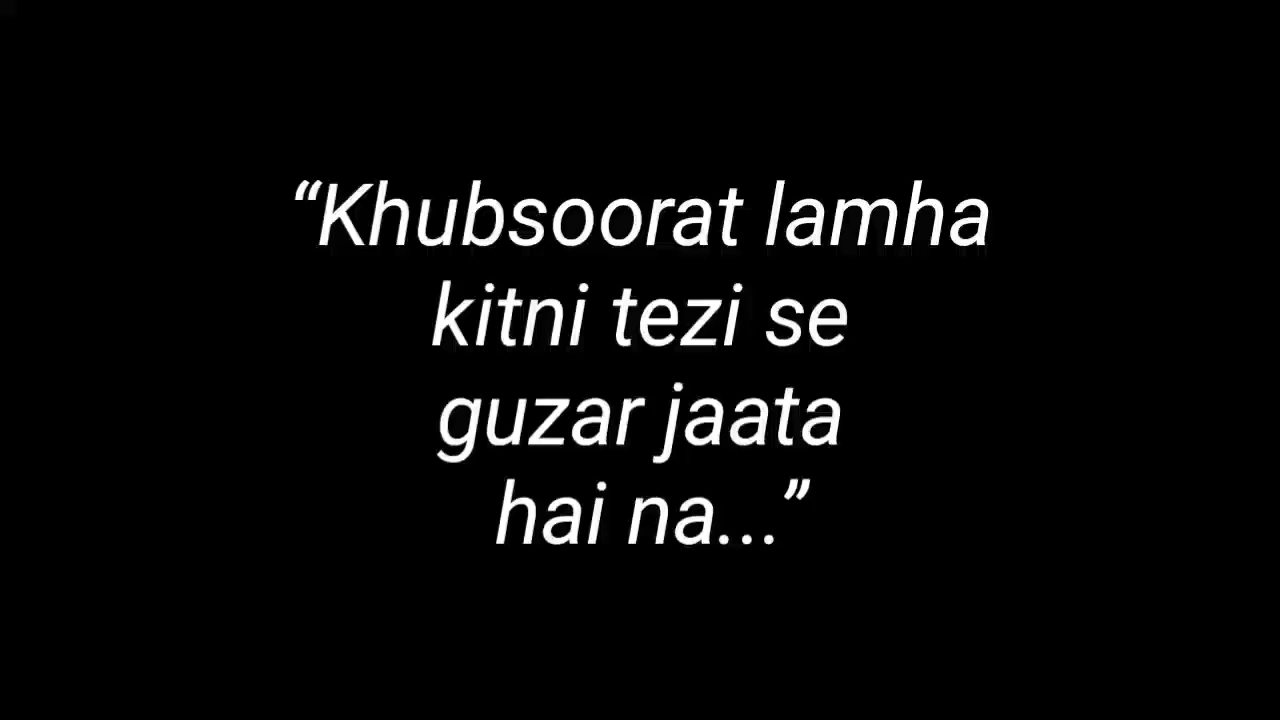 “Khubsoorat lamha
kitni tezi se
guzar jaata
hai na...”